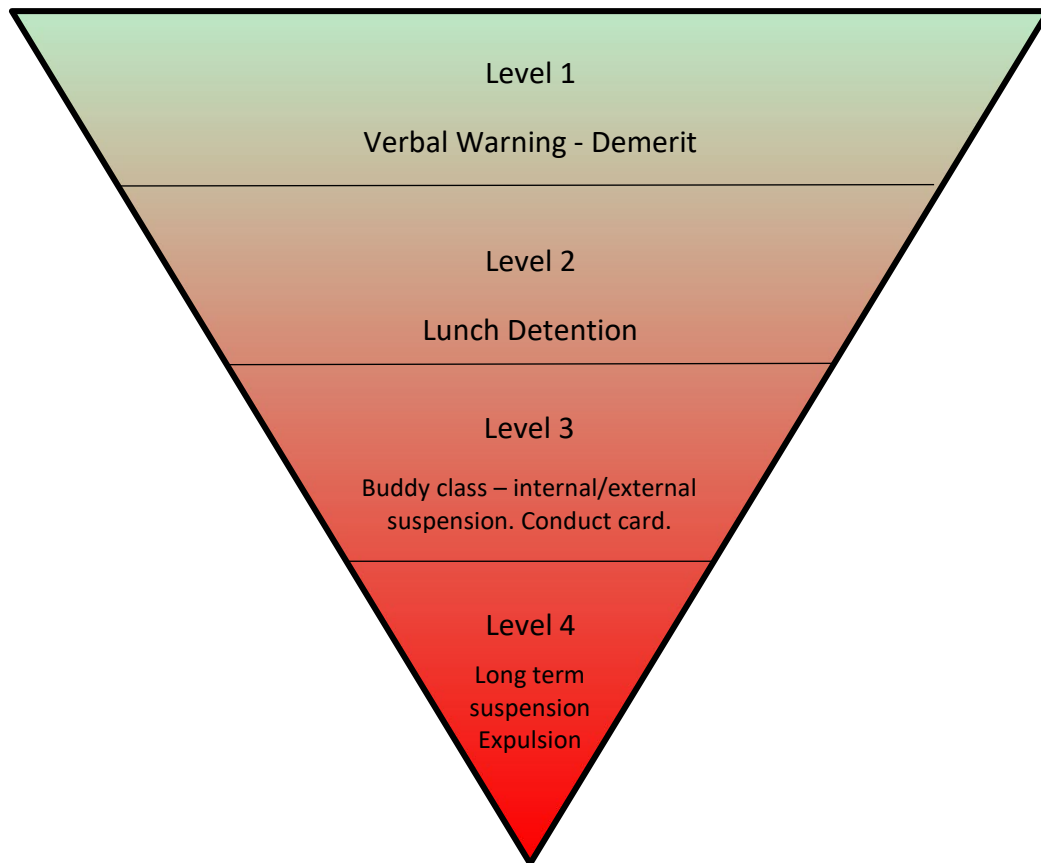 Level 1
Verbal Warning - Demerit
Level 2
Lunch Detention
Level 3
Buddy class – internal/external
suspension. Conduct card.
Level 4
Long term
suspension
Expulsion